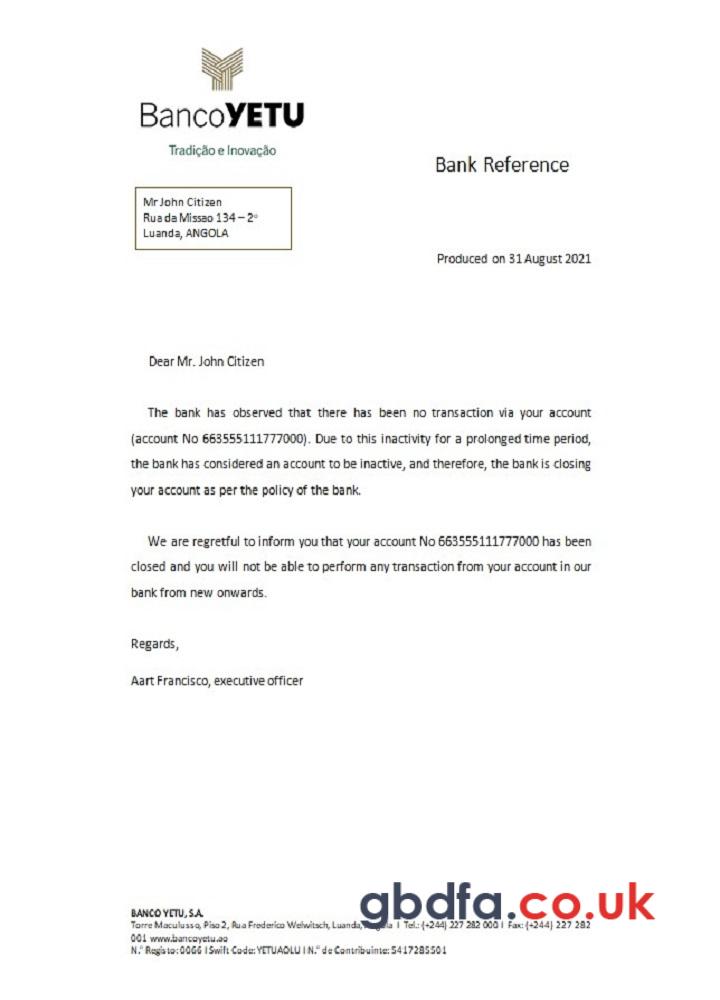 BancoYETU
Tradição e Inovação
Bank Reference
Mr John Citizen
Rua da Missao 134 – 2º
Luanda, ANGOLA
Produced on 31 August 2021
Dear Mr. John Citizen
The bank has observed that there has been no transaction via your account
(account No 663555111777000). Due to this inactivity for a prolonged time period,
the bank has considered an account to be inactive, and therefore, the bank is closing
your account as per the policy of the bank.
We are regretful to inform you that your account No 663555111777000 has been
closed and you will not be able to perform any transaction from your account in our
bank from new onwards.
Regards,
Aart Francisco, executive officer
gbdfa.co.uk
BANCO YETU, S.A.
Torre Maculusso, Piso 2, Rua Frederico Welwitsch, Luanda, Angola I Tel.: (+244) 227 282 000 I Fax: (+244) 227 282
001 www.bancoyetu.ao
N.º Registo: 0066 I Swift Code: YETUAOLU I N.º de Contribuinte: 5417285501